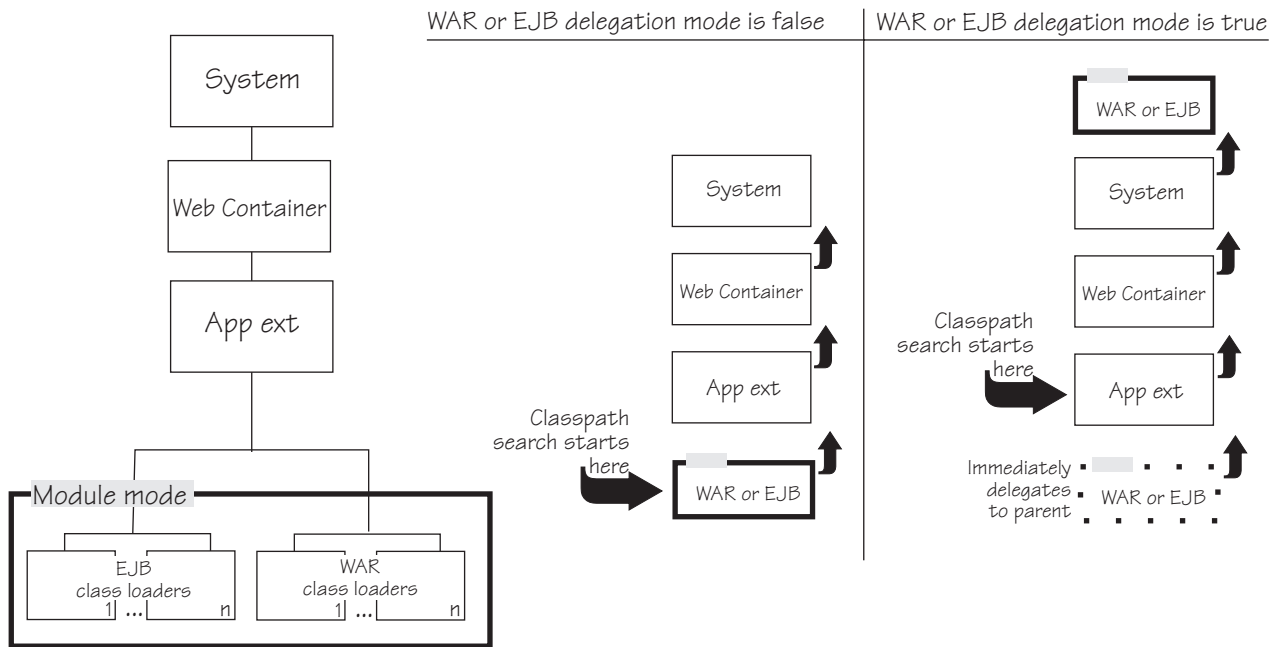 System
Web Container
App ext
Module mode
EJB
class loaders
1 ... n
WAR
class loaders
1 ... n
WAR or EJB delegation mode is false
System
Web Container
App ext
Classpath
search starts
here
WAR or EJB
WAR or EJB delegation mode is true
WAR or EJB
System
Web Container
Classpath
search starts
here
App ext
Immediately
delegates
to parent
WAR or EJB